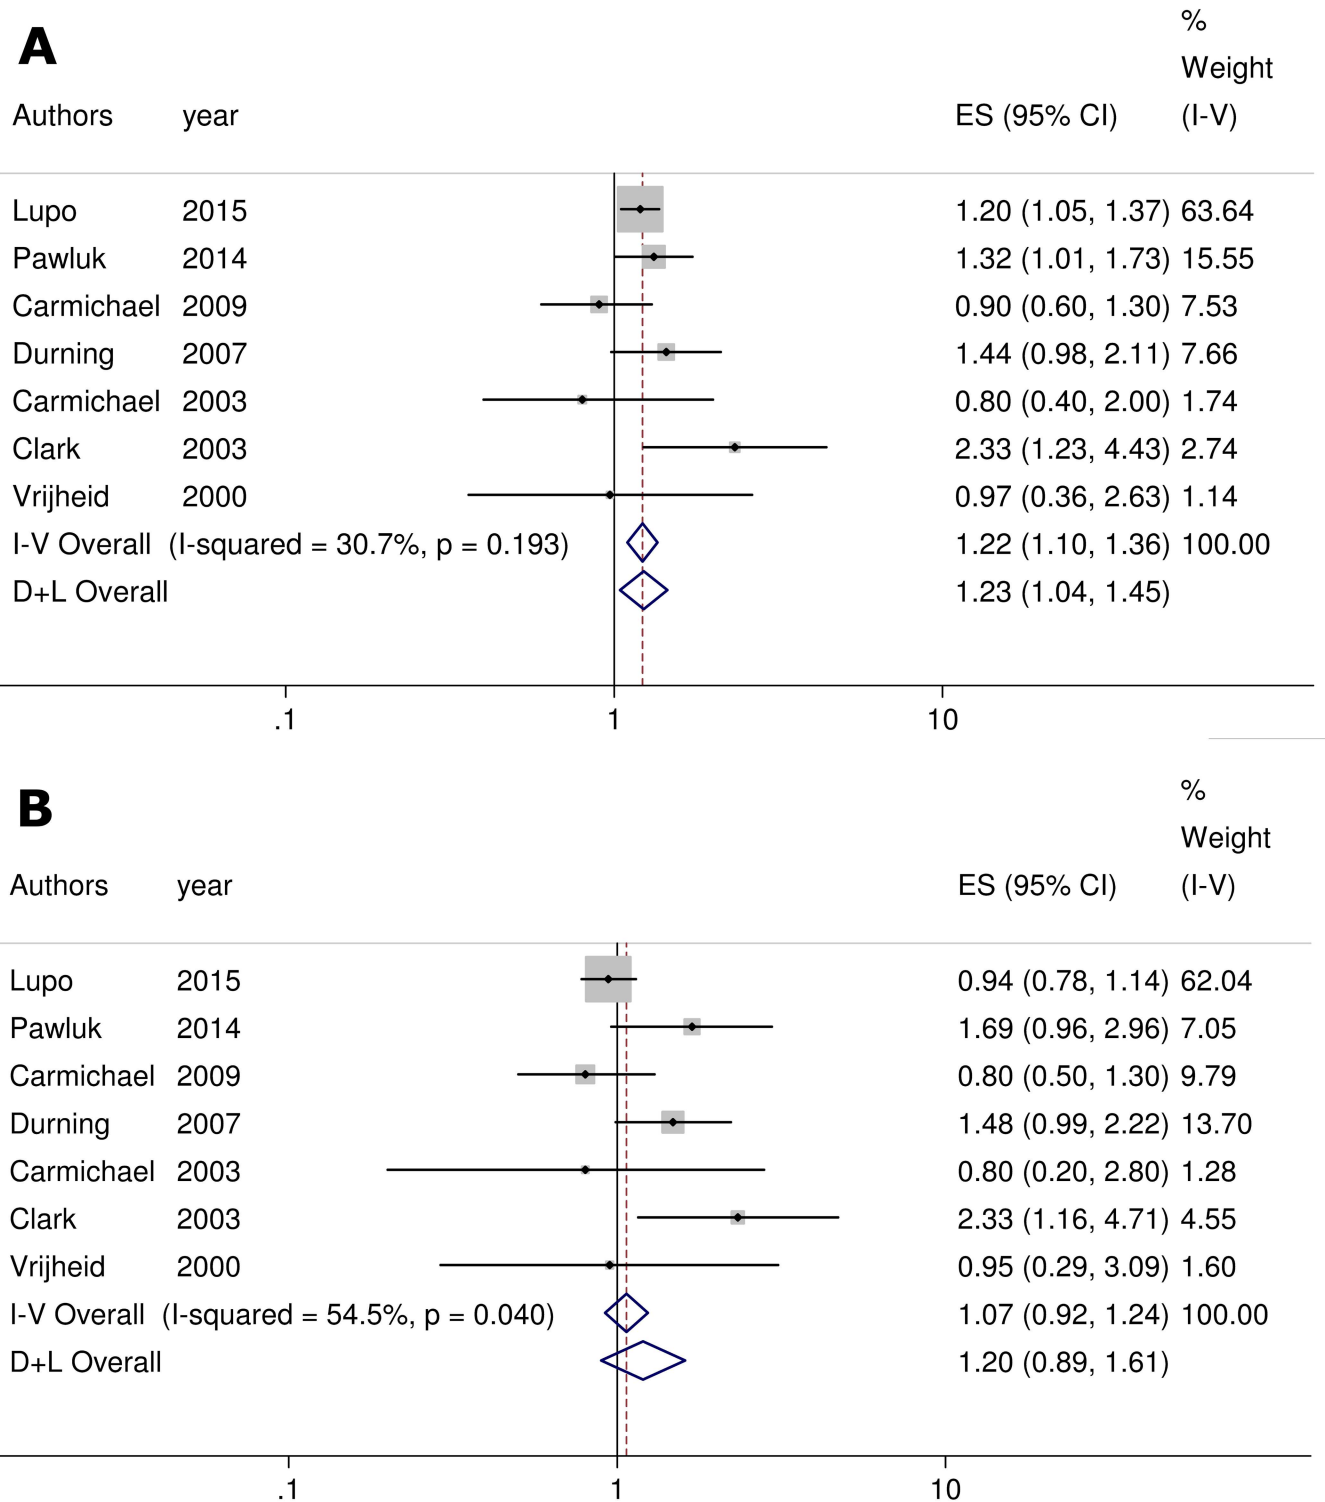 A
%
Weight
Authors year ES (95% CI) (I-V)
Lupo 2015 1.20 (1.05, 1.37) 63.64
Pawluk 2014 1.32 (1.01, 1.73) 15.55
Carmichael 2009 0.90 (0.60, 1.30) 7.53
Durning 2007 1.44 (0.98, 2.11) 7.66
Carmichael 2003 0.80 (0.40, 2.00) 1.74
Clark 2003 2.33 (1.23, 4.43) 2.74
Vrijheid 2000 0.97 (0.36, 2.63) 1.14
I-V Overall (I-squared = 30.7%, p = 0.193) 1.22 (1.10, 1.36) 100.00
D+L Overall 1.23 (1.04, 1.45)
.1 1 10
B
%
Weight
Authors year ES (95% CI) (I-V)
Lupo 2015 0.94 (0.78, 1.14) 62.04
Pawluk 2014 1.69 (0.96, 2.96) 7.05
Carmichael 2009 0.80 (0.50, 1.30) 9.79
Durning 2007 1.48 (0.99, 2.22) 13.70
Carmichael 2003 0.80 (0.20, 2.80) 1.28
Clark 2003 2.33 (1.16, 4.71) 4.55
Vrijheid 2000 0.95 (0.29, 3.09) 1.60
I-V Overall (I-squared = 54.5%, p = 0.040) 1.07 (0.92, 1.24) 100.00
D+L Overall 1.20 (0.89, 1.61)
.1 1 10